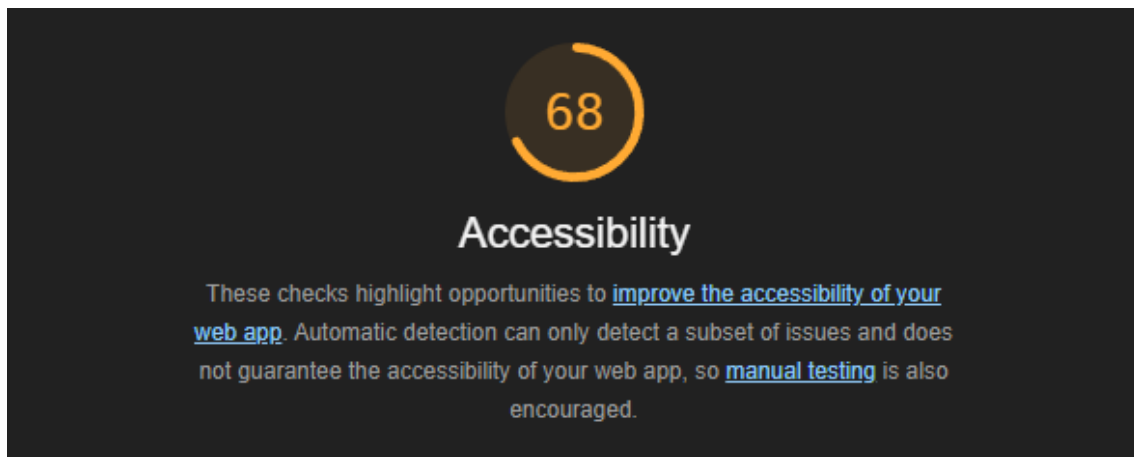 68
Accessibility
These checks highlight opportunities to improve the accessibility of your
web app. Automatic detection can only detect a subset of issues and does
not guarantee the accessibility of your web app, so manual testing is also
encouraged.